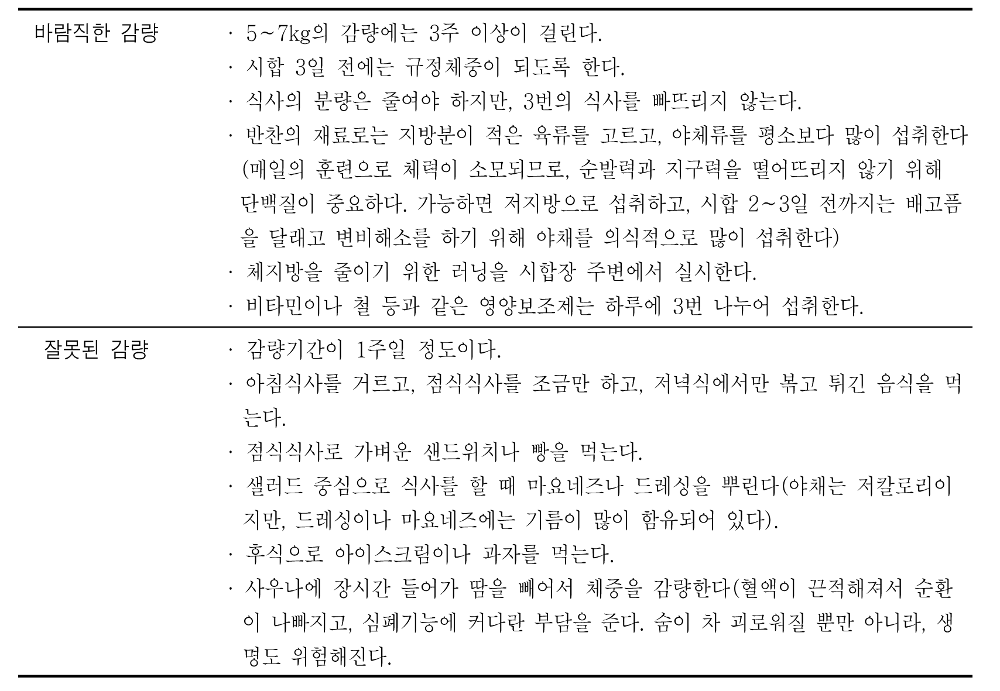 바람직한 감량 · 5~7kg의 감량에는 3주 이상이 걸린다.
· 시합 3일 전에는 규정체중이 되도록 한다.
· 식사의 분량은 줄여야 하지만, 3번의 식사를 빠뜨리지 않는다.
· 반찬의 재료로는 지방분이 적은 육류를 고르고, 야체류를 평소보다 많이 섭취한다
(매일의 훈련으로 체력이 소모되므로, 순발력과 지구력을 떨어뜨리지 않기 위해
단백질이 중요하다. 가능하면 저지방으로 섭취하고, 시합 2~3일 전까지는 배고픔
을 달래고 변비해소를 하기 위해 야채를 의식적으로 많이 섭취한다)
· 체지방을 줄이기 위한 러닝을 시합장 주변에서 실시한다.
· 비타민이나 철 등과 같은 영양보조제는 하루에 3번 나누어 섭취한다.
잘못된 감량 · 감량기간이 1주일 정도이다.
· 아침식사를 거르고, 점식식사를 조금만 하고, 저녁식에서만 볶고 튀긴 음식을 먹
는다.
· 점식식사로 가벼운 샌드위치나 빵을 먹는다.
· 샐러드 중심으로 식사를 할 때 마요네즈나 드레싱을 뿌린다(야채는 저칼로리이
지만, 드레싱이나 마요네즈에는 기름이 많이 함유되어 있다).
· 후식으로 아이스크림이나 과자를 먹는다.
· 사우나에 장시간 들어가 땀을 빼어서 체중을 감량한다(혈액이 끈적해져서 순환
이 나빠지고, 심폐기능에 커다란 부담을 준다. 숨이 차 괴로워질 뿐만 아니라, 생
명도 위험해진다.